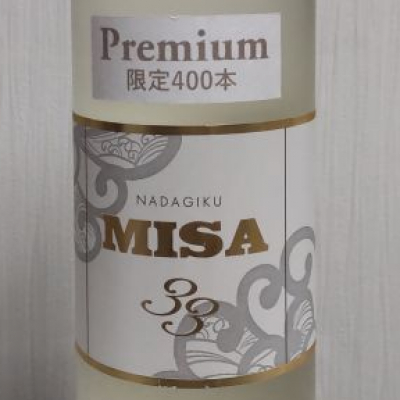 Premium
限定400本
NADAGIKU
MISA
33